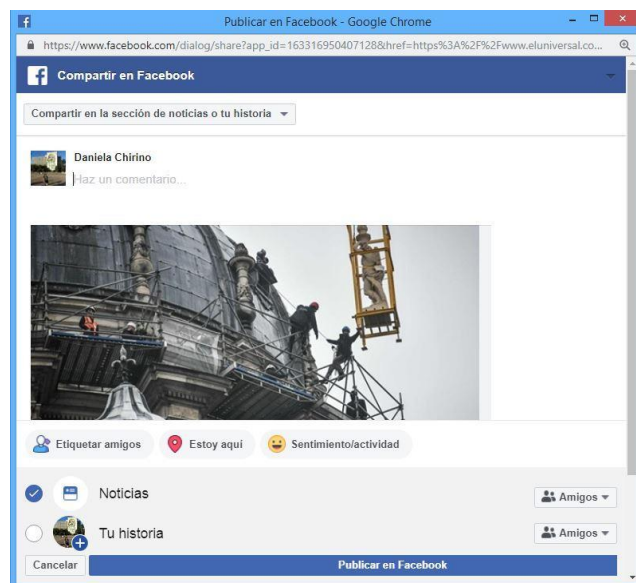 Publicar en Facebook - Google Chrome
https://www.facebook.com/dialog/share?app_id=163316950407128&href=https%3A%2F%2Fwww.eluniversal.co...
Compartir en Facebook
Compartir en la sección de noticias o tu historia
Daniela Chirino
Haz un comentario...
Etiquetar amigos Estoy aquí Sentimiento/actividad
Noticias Amigos
Tu historia Amigos
Cancelar Publicar en Facebook